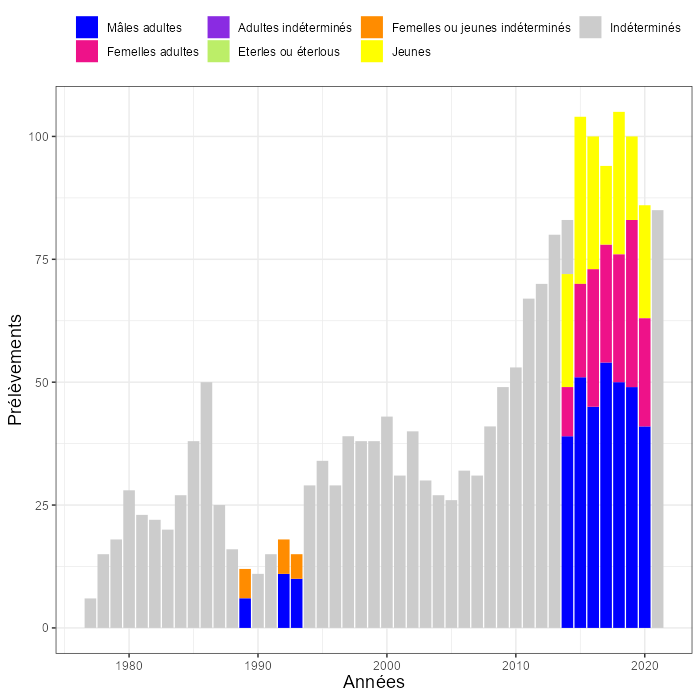 Mâles adultes Adultes indéterminés Femelles ou jeunes indéterminés Indéterminés
Femelles adultes Eterles ou éterlous Jeunes
100
75
50
25
0
Prélèvements
1980 1990 2000 2010 2020
Années